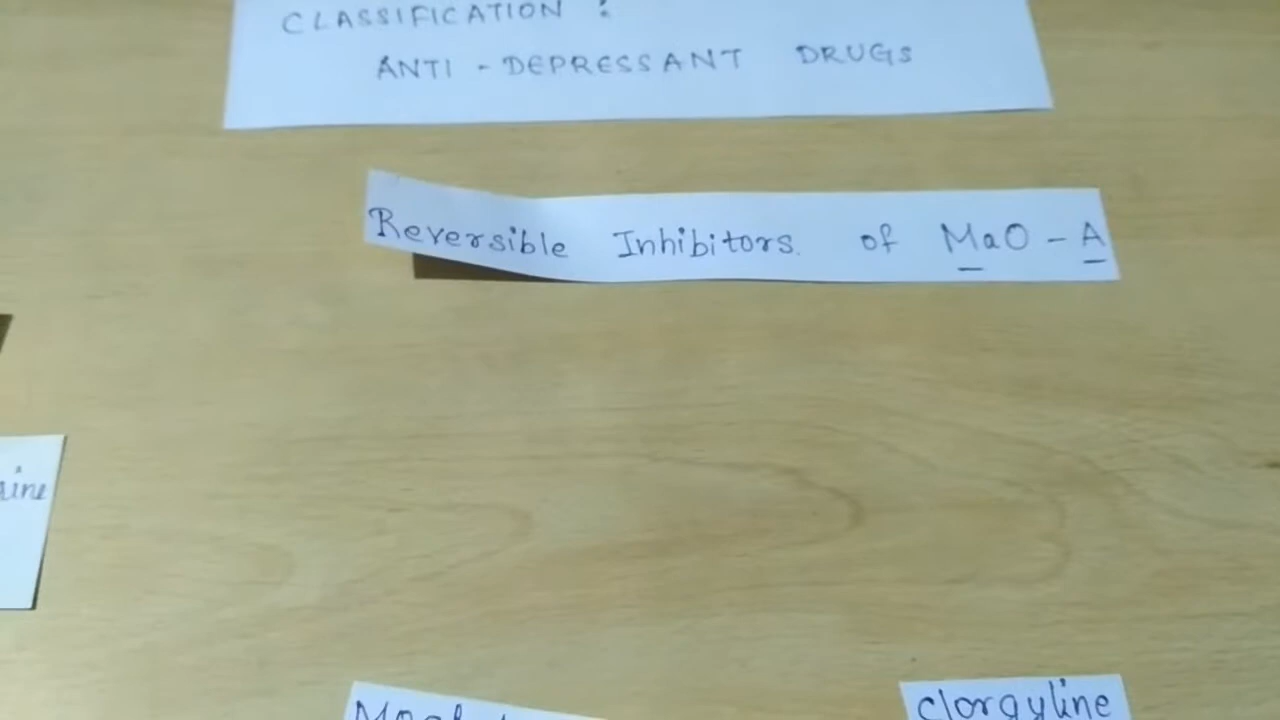 CLASSIFICATION :
ANTI - DEPRESSANT DRUGS
Reversible Inhibitors. of MaO - A
clorgyline